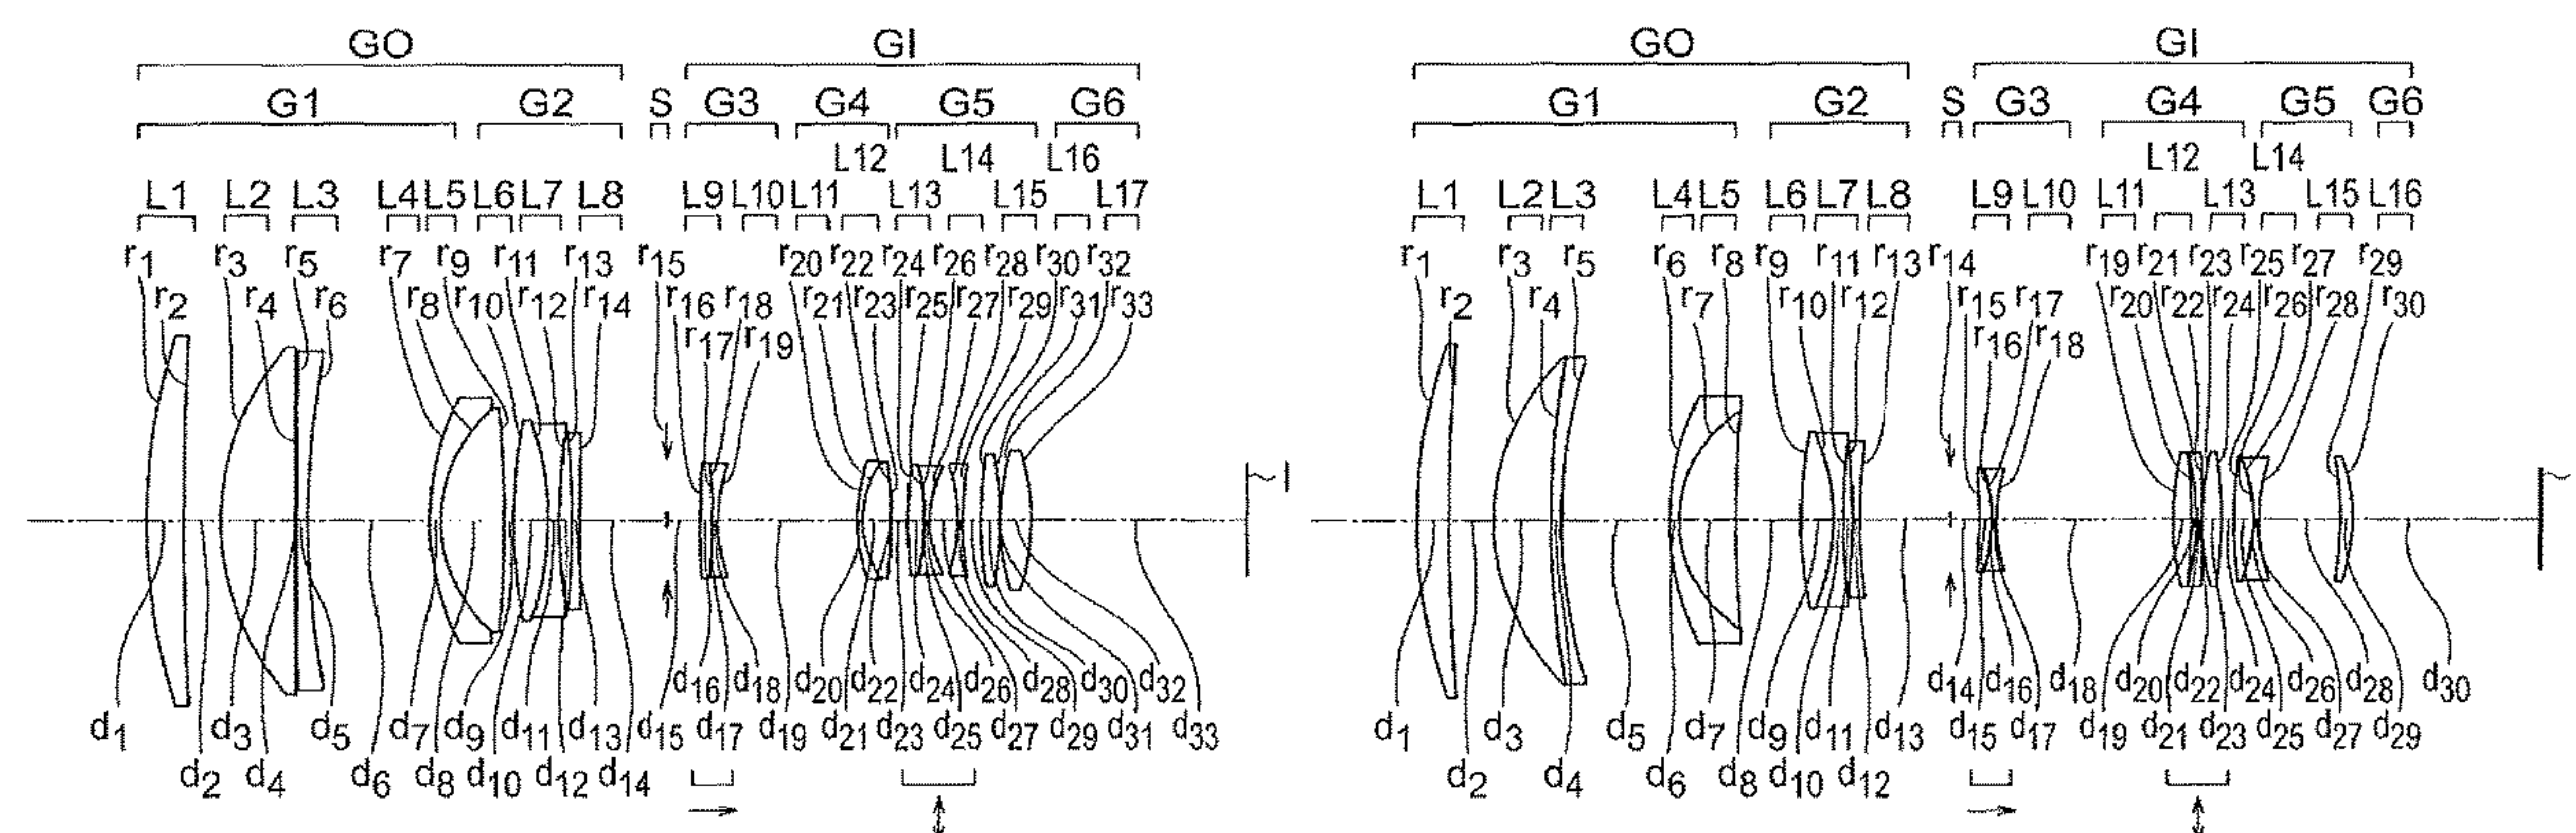 GO GI GO GI
G1 G2 S G3 G4 G5 G6 G1 G2 S G3 G4 G5 G6
L12 L14 L16 L12 L14
L1 L2 L3 L4 L5 L6 L7 L8 L9 L10 L11 L13 L15 L17 L1 L2 L3 L4 L5 L6 L7 L8 L9 L10 L11 L13 L15 L16
r1 r3 r5 r7 r9 r11 r13 r15 r20 r22 r24 r26 r28 r30 r32 r1 r3 r5 r6 r8 r9 r11 r13 r14 r19 r21 r23 r25 r27 r29
r2 r4 r6 r8 r10 r12 r14 r16 r18 r21 r23 r25 r27 r29 r31 r33 r2 r4 r7 r10 r12 r15 r17 r20 r22 r24 r26 r28 r30
r17 r19 r16 r18
I
d16 d18 d20 d22 d24 d26 d28 d30 d32 d14 d16 d18 d20 d22 d24 d26 d28 d30
d1 d3 d5 d7 d9 d11 d13 d15 d17 d19 d21 d23 d25 d27 d29 d31 d33 d1 d3 d5 d7 d9 d11 d13 d15 d17 d19 d21 d23 d25 d27 d29
d2 d4 d6 d8 d10 d12 d14 d2 d4 d6 d8 d10 d12